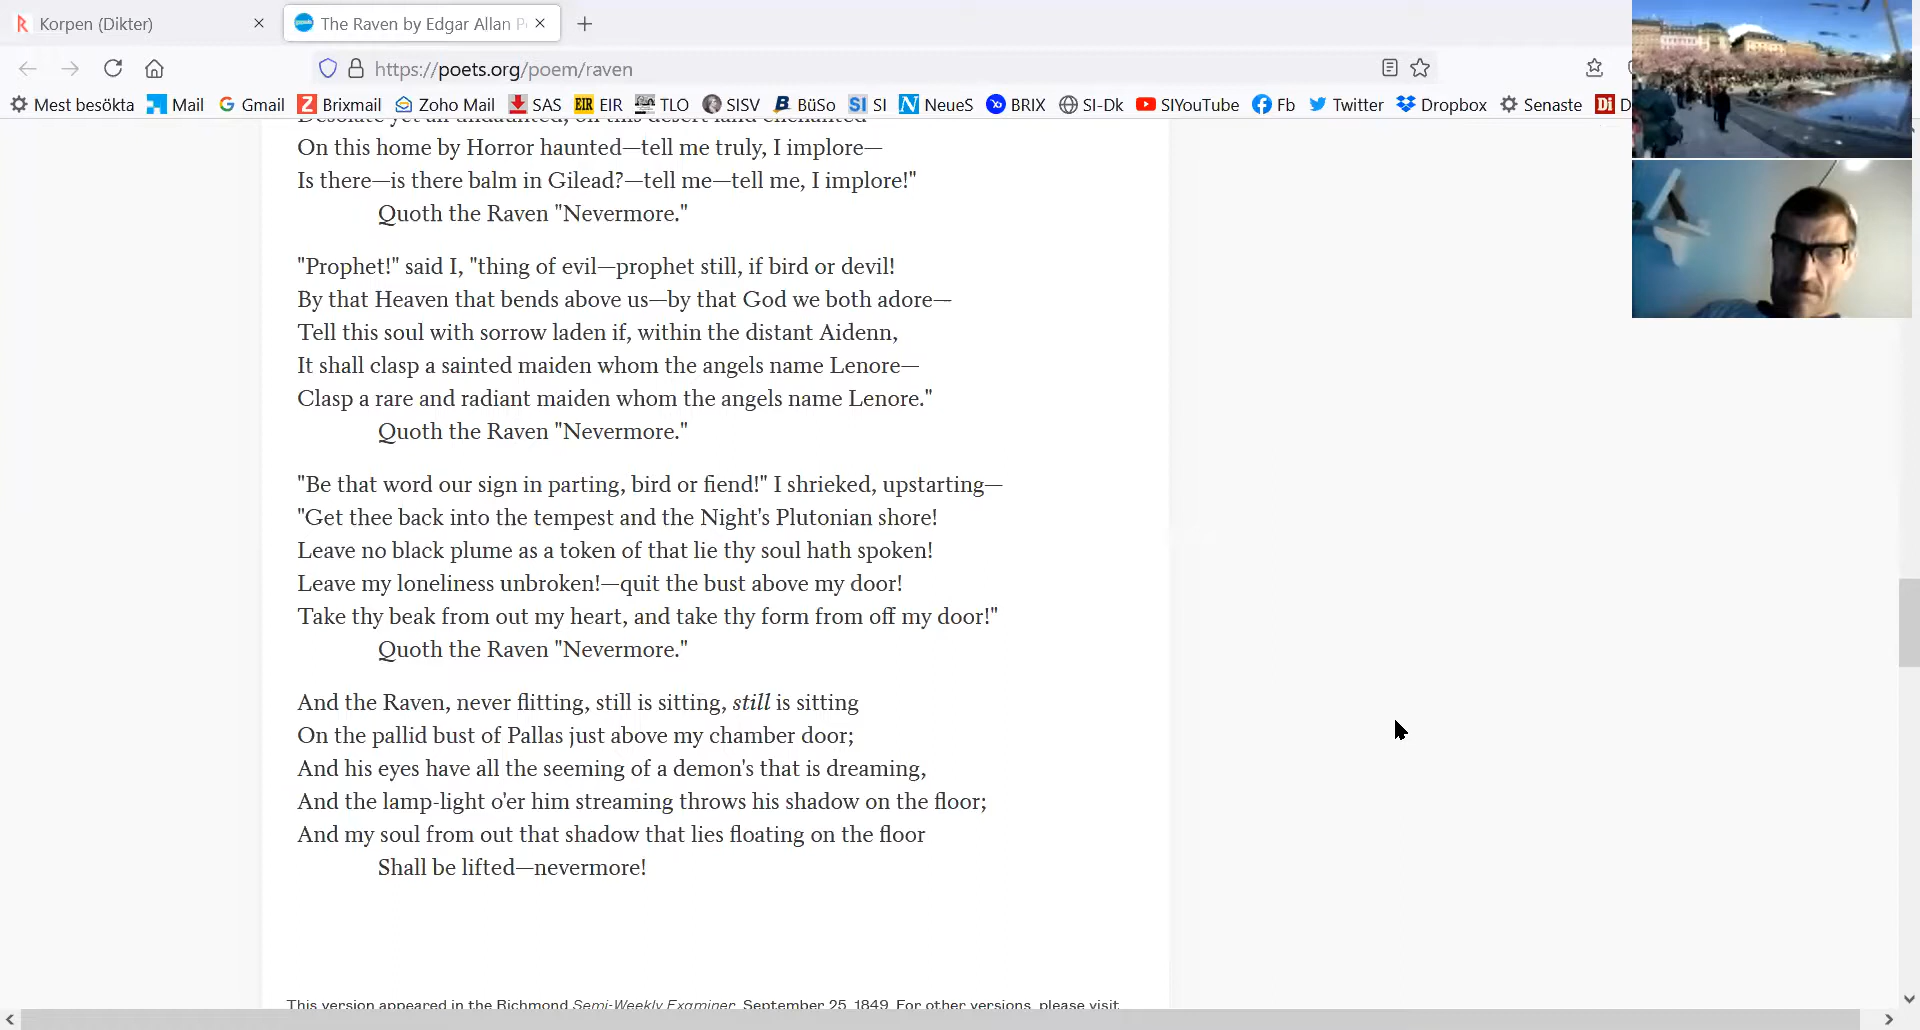 Korpen (Dikter)
The Raven by Edgar Allan P
https://poets.org/poem/raven
Mest besökta Mail Gmail Brixmail Zoho Mail SAS EIR EIR TLO SISV BüSo SI SI NeueS BRIX SI-Dk SIYouTube Fb Twitter Dropbox Senaste Di D
Desolate yet all undaunted, on this desert land enchanted—
On this home by Horror haunted—tell me truly, I implore—
Is there—is there balm in Gilead?—tell me—tell me, I implore!"
Quoth the Raven "Nevermore."
"Prophet!" said I, "thing of evil—prophet still, if bird or devil!
By that Heaven that bends above us—by that God we both adore—
Tell this soul with sorrow laden if, within the distant Aidenn,
It shall clasp a sainted maiden whom the angels name Lenore—
Clasp a rare and radiant maiden whom the angels name Lenore."
Quoth the Raven "Nevermore."
"Be that word our sign in parting, bird or fiend!" I shrieked, upstarting—
"Get thee back into the tempest and the Night's Plutonian shore!
Leave no black plume as a token of that lie thy soul hath spoken!
Leave my loneliness unbroken!—quit the bust above my door!
Take thy beak from out my heart, and take thy form from off my door!"
Quoth the Raven "Nevermore."
And the Raven, never flitting, still is sitting, still is sitting
On the pallid bust of Pallas just above my chamber door;
And his eyes have all the seeming of a demon's that is dreaming,
And the lamp-light o'er him streaming throws his shadow on the floor;
And my soul from out that shadow that lies floating on the floor
Shall be lifted—nevermore!
This version appeared in the Richmond Semi-Weekly Examiner, September 25, 1849. For other versions, please visit